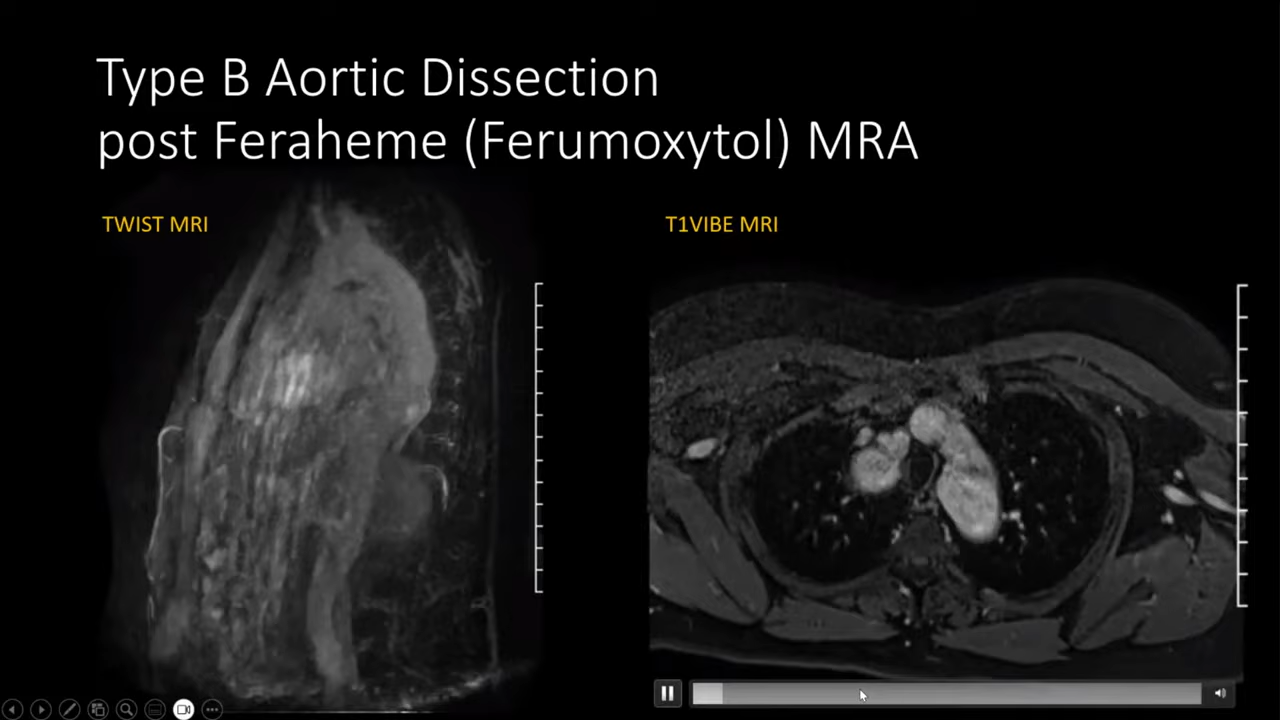 Type B Aortic Dissection
post Feraheme (Ferumoxytol) MRA
TWIST MRI
T1VIBE MRI